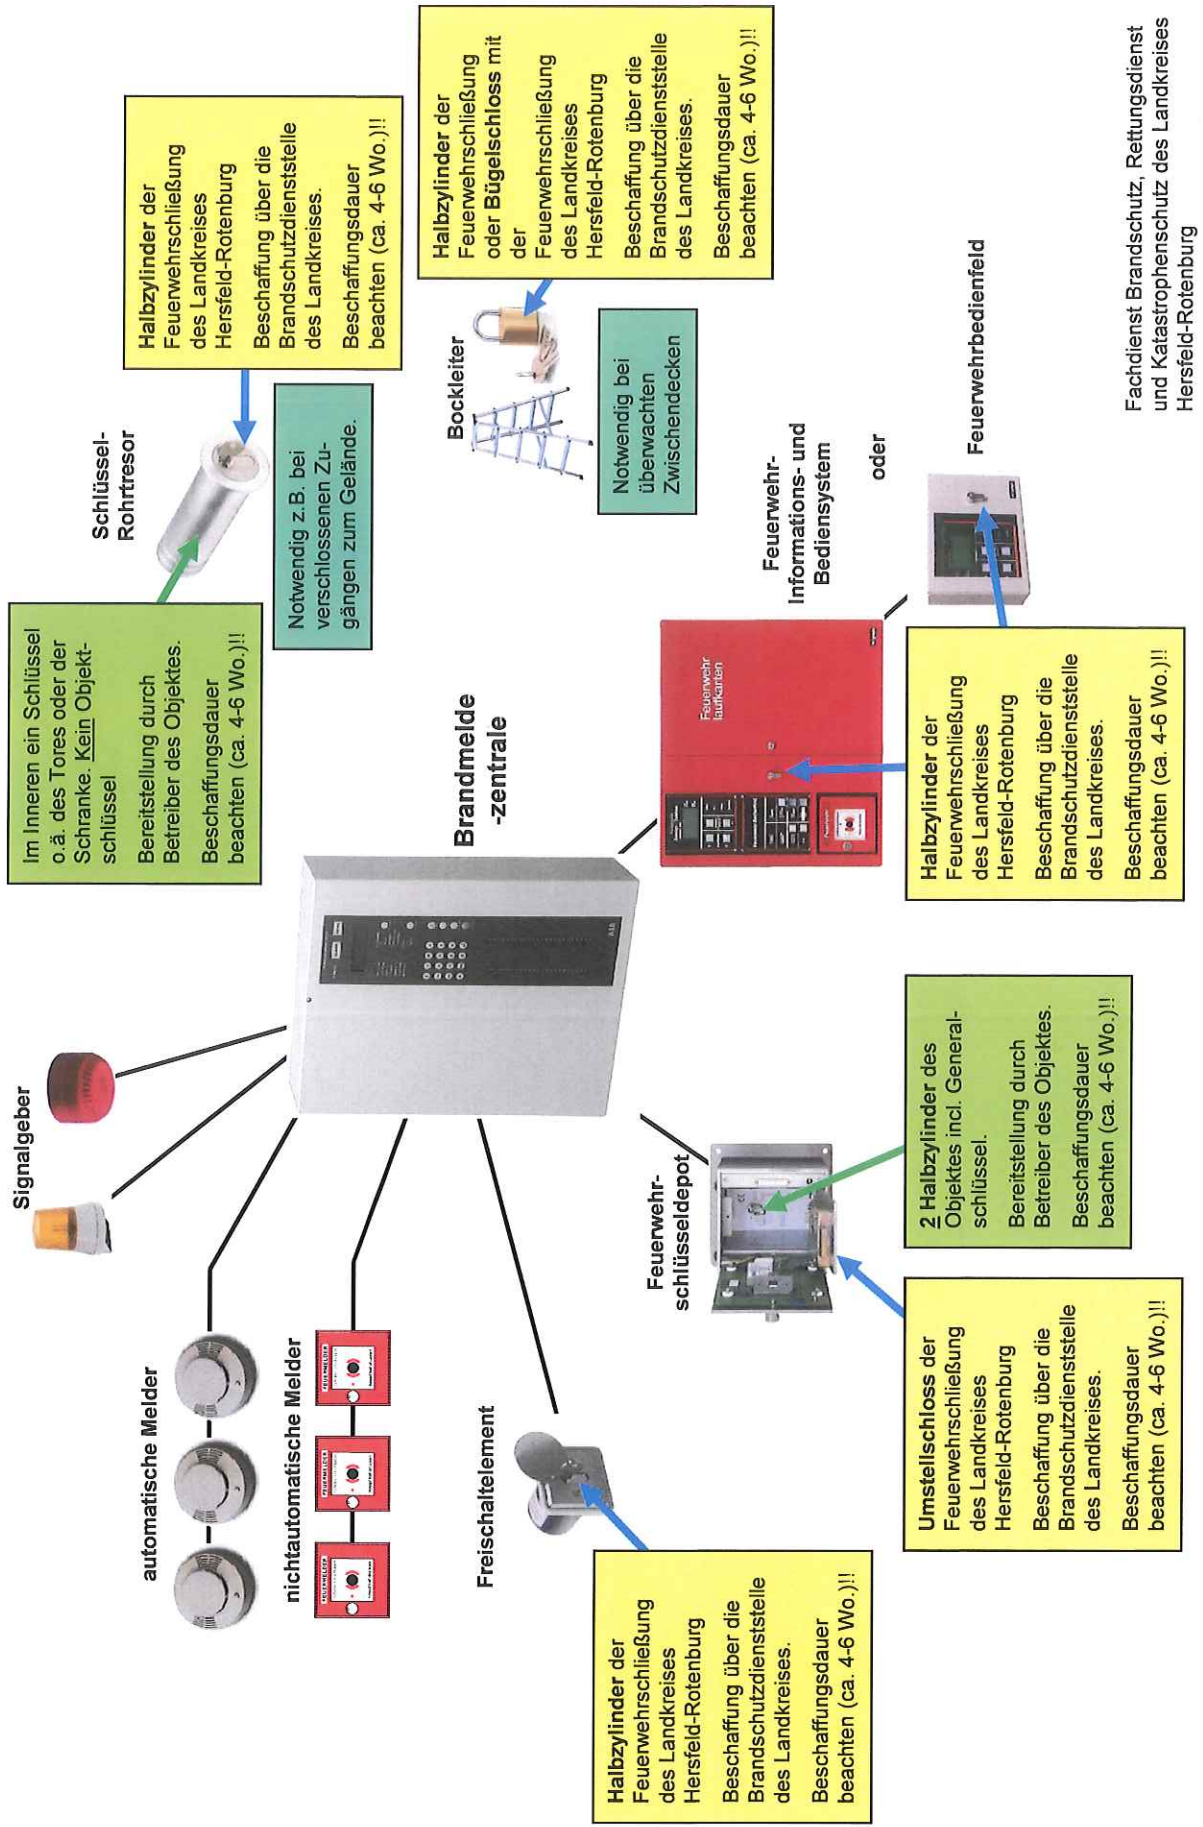 automatische Melder
nichtautomatische Melder
Signalgeber
FEUERMELDER
FEUERMELDER
FEUERMELDER
Freischaltelement
Halbzylinder der
Feuerwehrschließung
des Landkreises
Hersfeld-Rotenburg
Beschaffung über die
Brandschutzdienststelle
des Landkreises.
Beschaffungsdauer
beachten (ca. 4-6 Wo.)!!
Feuerwehr-
schlüsseldepot
Umstellschloss der
Feuerwehrschließung
des Landkreises
Hersfeld-Rotenburg
Beschaffung über die
Brandschutzdienststelle
des Landkreises.
Beschaffungsdauer
beachten (ca. 4-6 Wo.)!!
2 Halbzylinder des
Objektes incl. General-
schlüssel.
Bereitstellung durch
Betreiber des Objektes.
Beschaffungsdauer
beachten (ca. 4-6 Wo.)!!
Brandmelde
-zentrale
ABB
Im Inneren ein Schlüssel
o.ä. des Tores oder der
Schranke. Kein Objekt-
schlüssel
Bereitstellung durch
Betreiber des Objektes.
Beschaffungsdauer
beachten (ca. 4-6 Wo.)!!
Schlüssel-
Rohrtresor
Notwendig z.B. bei
verschlossenen Zu-
gängen zum Gelände.
Halbzylinder der
Feuerwehrschließung
des Landkreises
Hersfeld-Rotenburg
Beschaffung über die
Brandschutzdienststelle
des Landkreises.
Beschaffungsdauer
beachten (ca. 4-6 Wo.)!!
Bockleiter
Notwendig bei
überwachten
Zwischendecken
Halbzylinder der
Feuerwehrschließung
oder Bügelschloss mit
der
Feuerwehrschließung
des Landkreises
Hersfeld-Rotenburg
Beschaffung über die
Brandschutzdienststelle
des Landkreises.
Beschaffungsdauer
beachten (ca. 4-6 Wo.)!!
Feuerwehr-
Informations- und
Bediensystem
oder
Feuerwehrbedienfeld
Feuerwehr
laufkarten
Halbzylinder der
Feuerwehrschließung
des Landkreises
Hersfeld-Rotenburg
Beschaffung über die
Brandschutzdienststelle
des Landkreises.
Beschaffungsdauer
beachten (ca. 4-6 Wo.)!!
Fachdienst Brandschutz, Rettungsdienst
und Katastrophenschutz des Landkreises
Hersfeld-Rotenburg